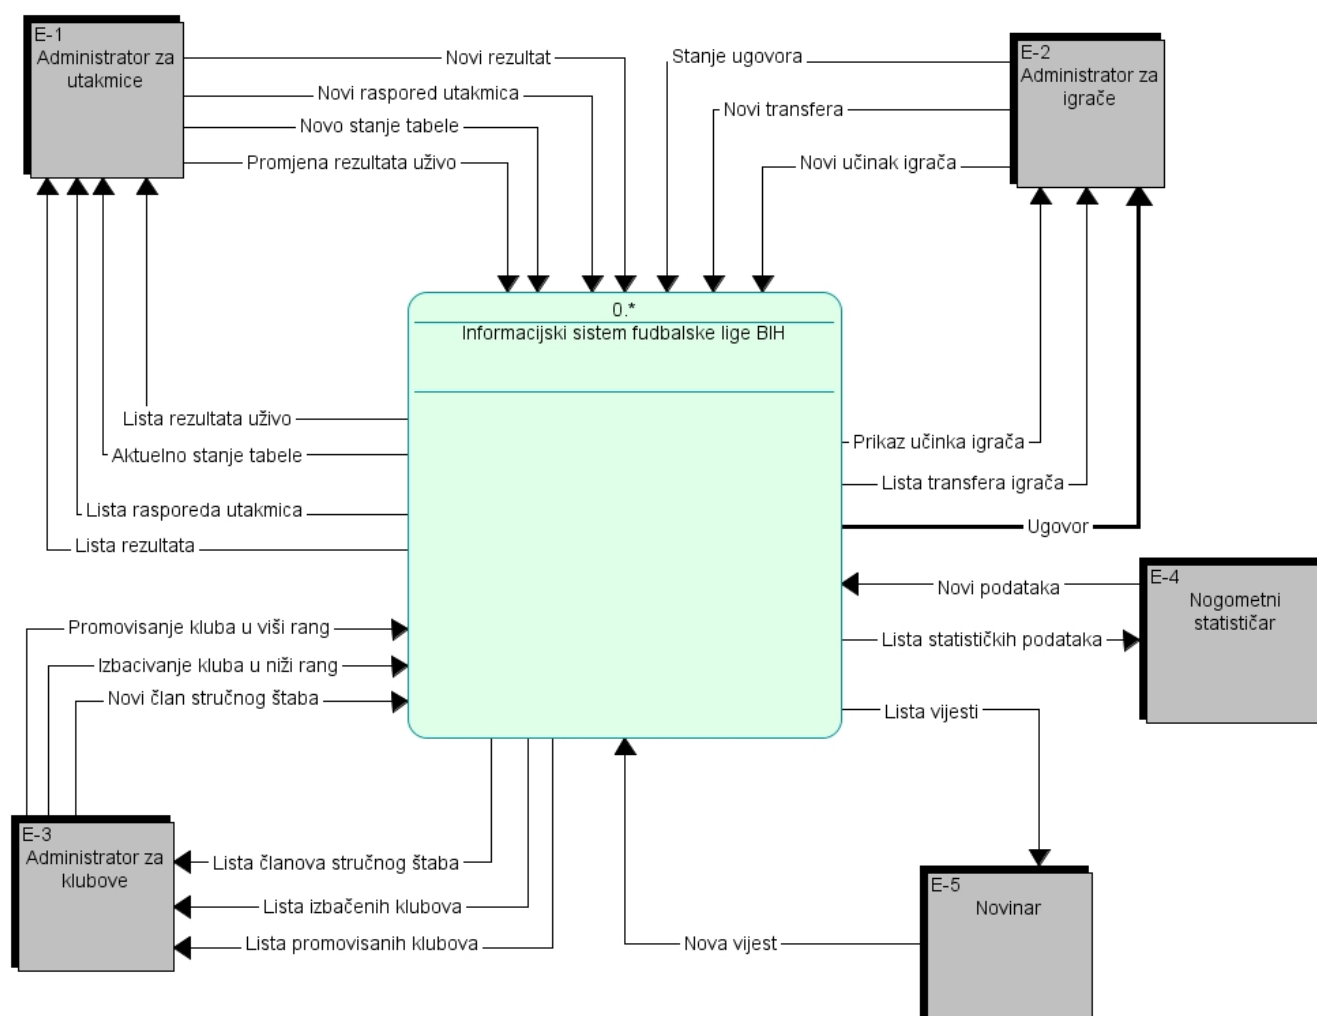 E-1
Administrator za
utakmice
Novi rezultat
Novi raspored utakmica
Novo stanje tabele
Promjena rezultata uživo
Stanje ugovora
Novi transfera
Novi učinak igrača
E-2
Administrator za
igrače
0.*
Informacijski sistem fudbalske lige BIH
Lista rezultata uživo
Aktuelno stanje tabele
Lista rasporeda utakmica
Lista rezultata
Prikaz učinka igrača
Lista transfera igrača
Ugovor
Novi podataka
Lista statističkih podataka
Lista vijesti
E-4
Nogometni
statističar
Promovisanje kluba u viši rang
Izbacivanje kluba u niži rang
Novi član stručnog štaba
E-3
Administrator za
klubove
Lista članova stručnog štaba
Lista izbačenih klubova
Lista promovisanih klubova
Nova vijest
E-5
Novinar